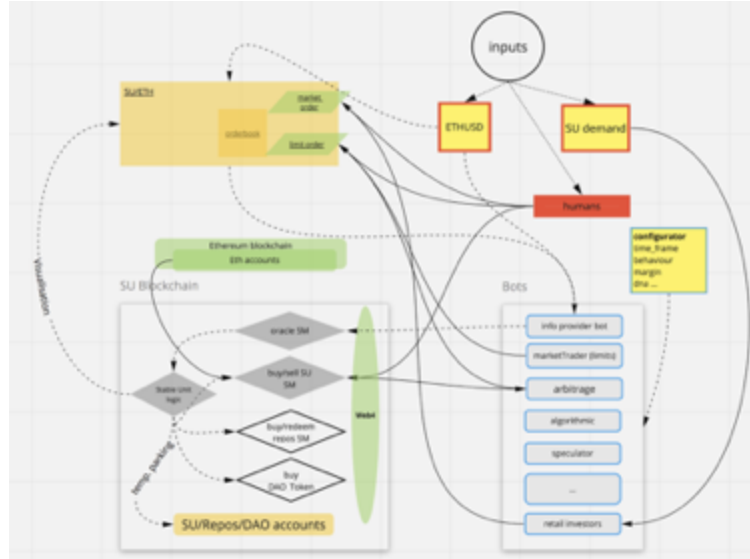 inputs
SU/ETH
market
order
orderbook
limit order
ETHUSD
SU demand
humans
configurator
time_frame
behaviour
margin
dna ...
Ethereum blockchain
Eth accounts
SU Blockchain
Bots
visualisation
oracle SM
buy/sell SU
SM
Stable Unit
logic
buy/redeem
repos SM
buy
DAO Token
temp. parking
SU/Repos/DAO accounts
Web4
info provider bot
marketTrader (limits)
arbitrage
algorithmic
speculator
...
retail investors